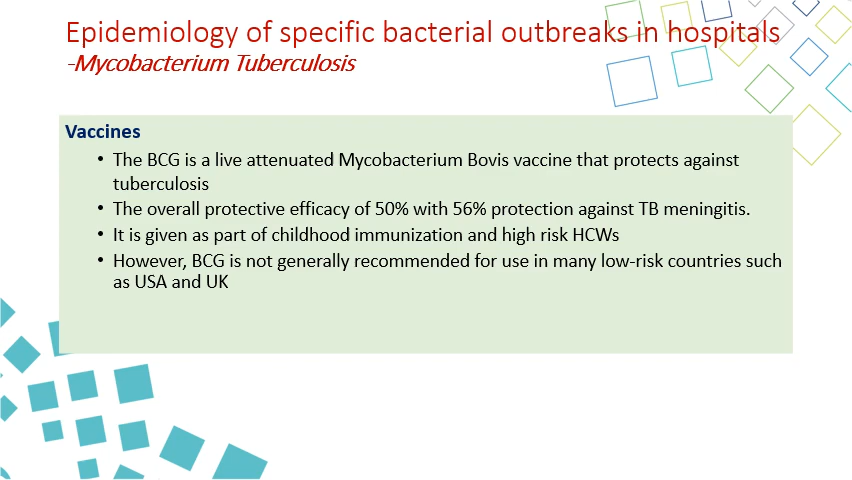 Epidemiology of specific bacterial outbreaks in hospitals
-Mycobacterium Tuberculosis
Vaccines
• The BCG is a live attenuated Mycobacterium Bovis vaccine that protects against
tuberculosis
• The overall protective efficacy of 50% with 56% protection against TB meningitis.
• It is given as part of childhood immunization and high risk HCWs
• However, BCG is not generally recommended for use in many low-risk countries such
as USA and UK